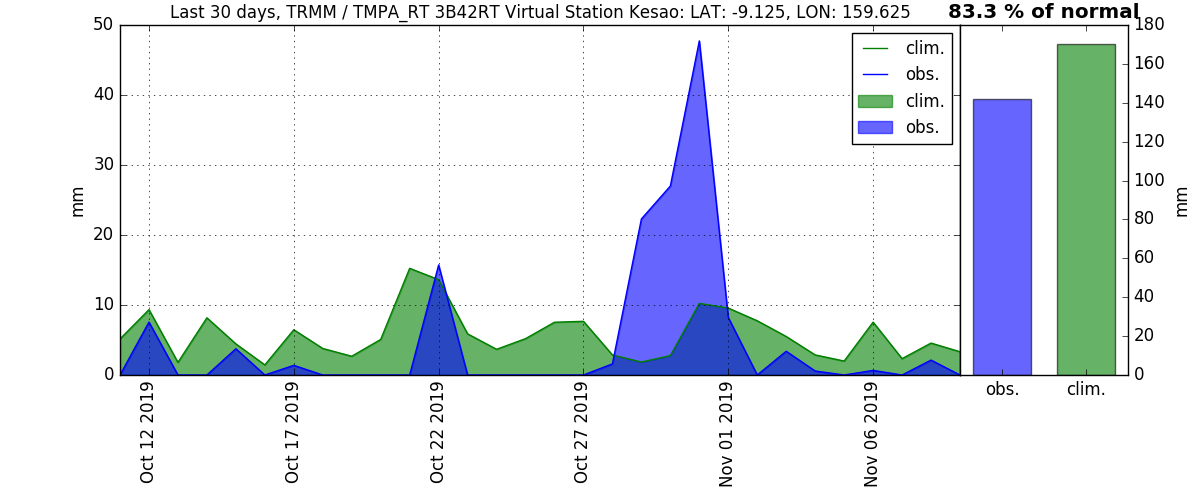 Last 30 days, TRMM / TMPA_RT 3B42RT Virtual Station Kesao: LAT: -9.125, LON: 159.625
83.3 % of normal
50
40
30
20
10
0
mm
clim.
obs.
clim.
obs.
180
160
140
120
100
80
60
40
20
0
mm
obs.
clim.
Oct 12 2019
Oct 17 2019
Oct 22 2019
Oct 27 2019
Nov 01 2019
Nov 06 2019